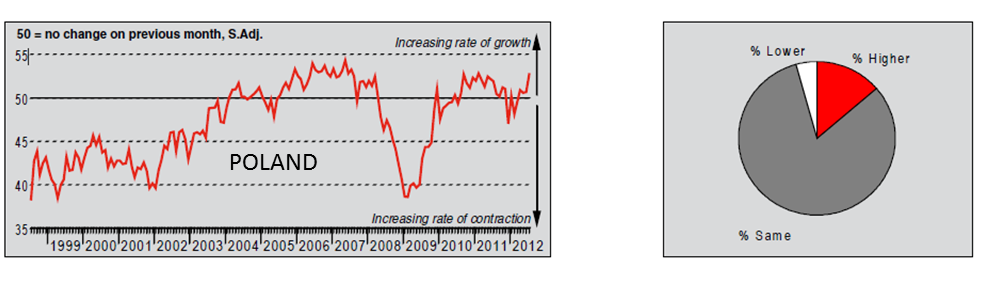 50 = no change on previous month, S.Adj.
Increasing rate of growth
55
50
45
POLAND
40
Increasing rate of contraction
35
1999 2000 2001 2002 2003 2004 2005 2006 2007 2008 2009 2010 2011 2012
% Lower
% Higher
% Same